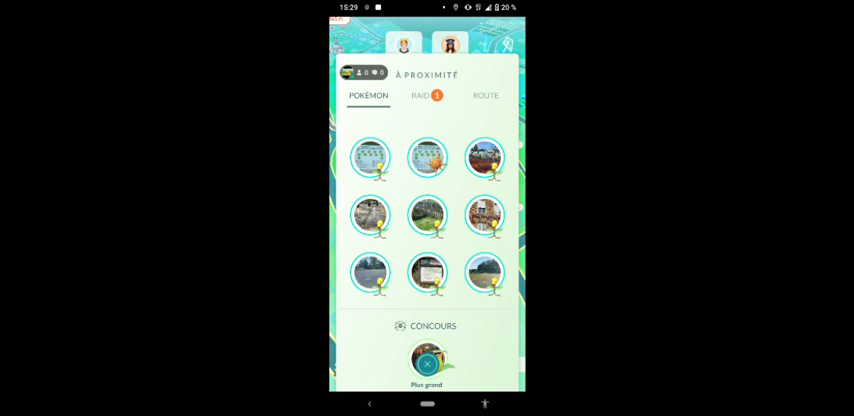 15:29
20 %
0 0
À PROXIMITÉ
POKÉMON RAID 1 ROUTE
CONCOURS
Plus grand